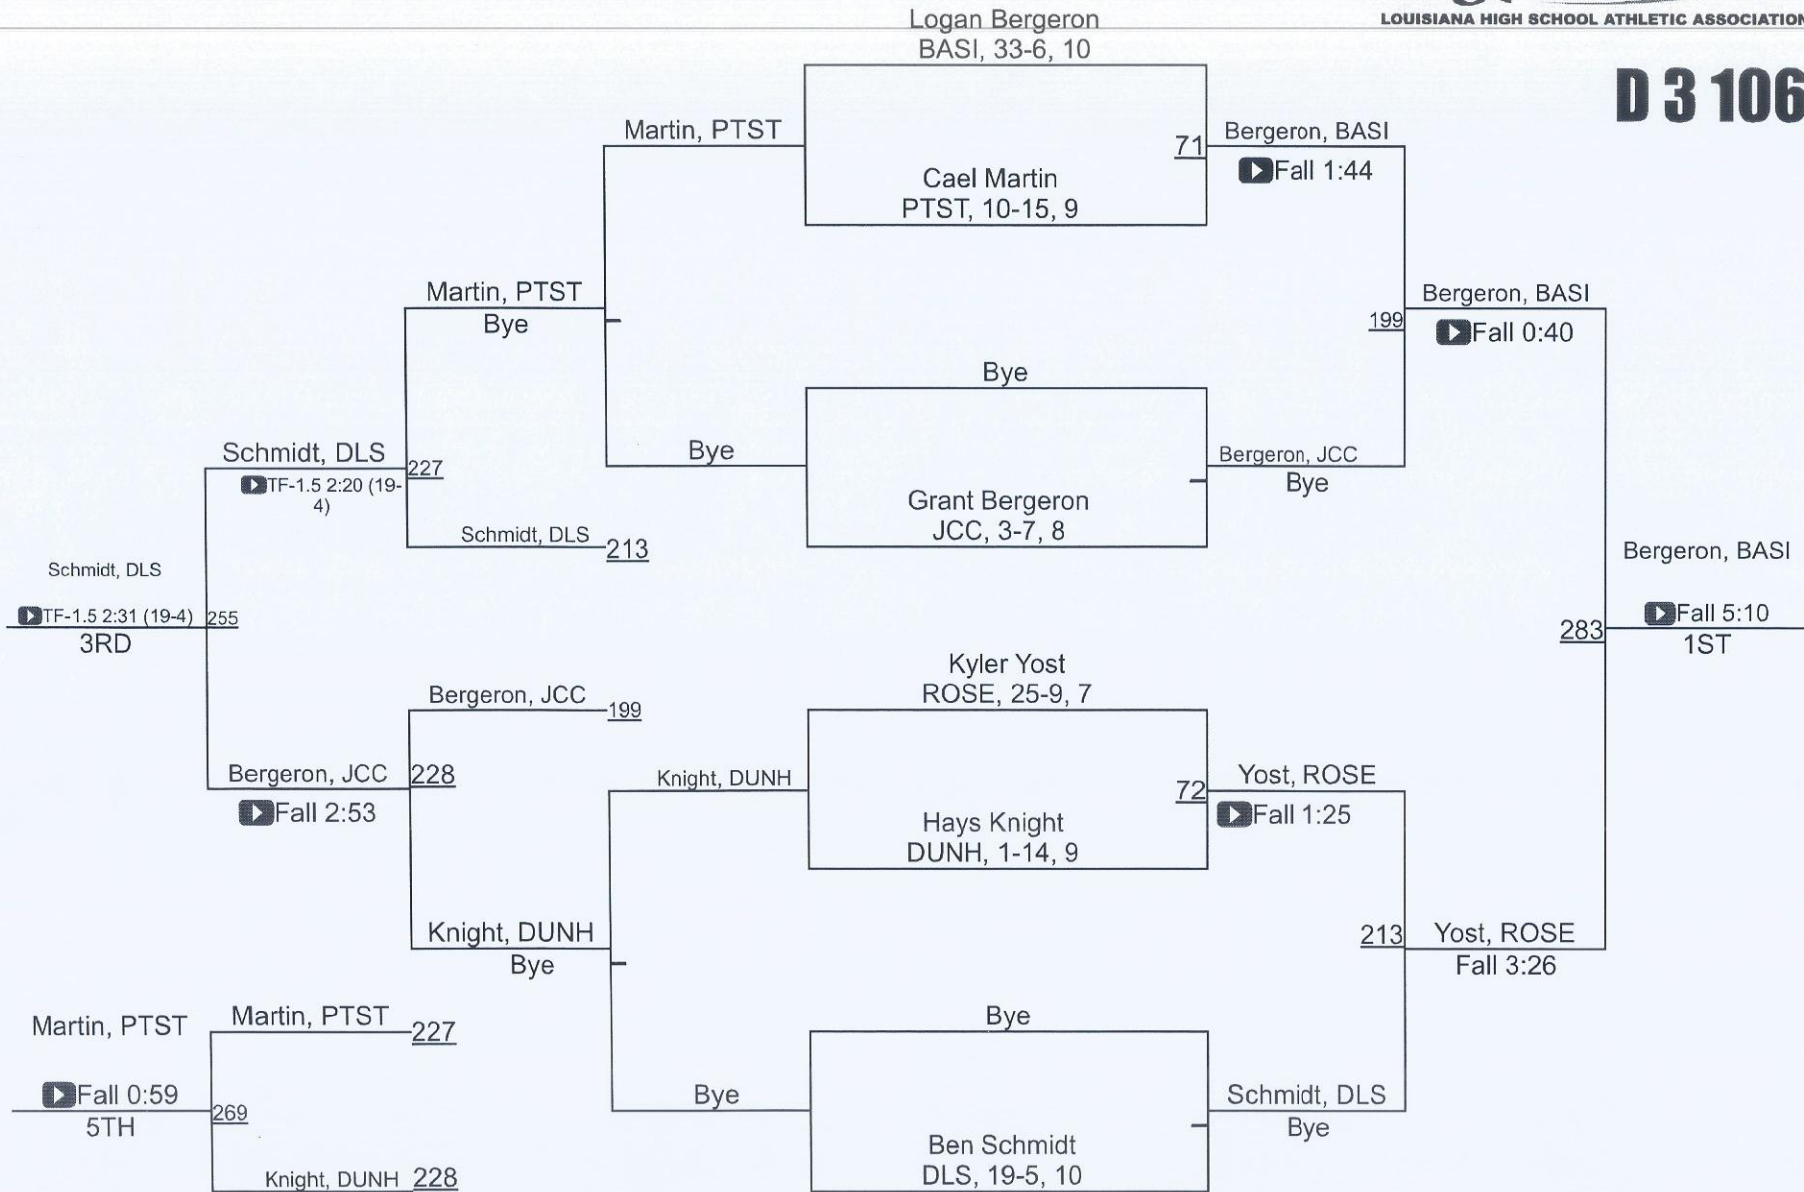 LOUISIANA HIGH SCHOOL ATHLETIC ASSOCIATION
D 3 106
Logan Bergeron
BASI, 33-6, 10
Martin, PTST
71
Bergeron, BASI
Fall 1:44
Cael Martin
PTST, 10-15, 9
Martin, PTST
Bye
Bergeron, BASI
199
Fall 0:40
Bye
Schmidt, DLS
227
TF-1.5 2:20 (19-
4)
Bye
Bergeron, JCC
Bye
Grant Bergeron
JCC, 3-7, 8
Schmidt, DLS
213
Schmidt, DLS
TF-1.5 2:31 (19-4)
255
3RD
Bergeron, BASI
Fall 5:10
283
1ST
Kyler Yost
ROSE, 25-9, 7
Bergeron, JCC
199
Bergeron, JCC
228
Fall 2:53
Knight, DUNH
72
Yost, ROSE
Fall 1:25
Hays Knight
DUNH, 1-14, 9
Knight, DUNH
Bye
213
Yost, ROSE
Fall 3:26
Martin, PTST
Martin, PTST
227
Bye
Fall 0:59
269
5TH
Bye
Schmidt, DLS
Bye
Ben Schmidt
DLS, 19-5, 10
Knight, DUNH
228